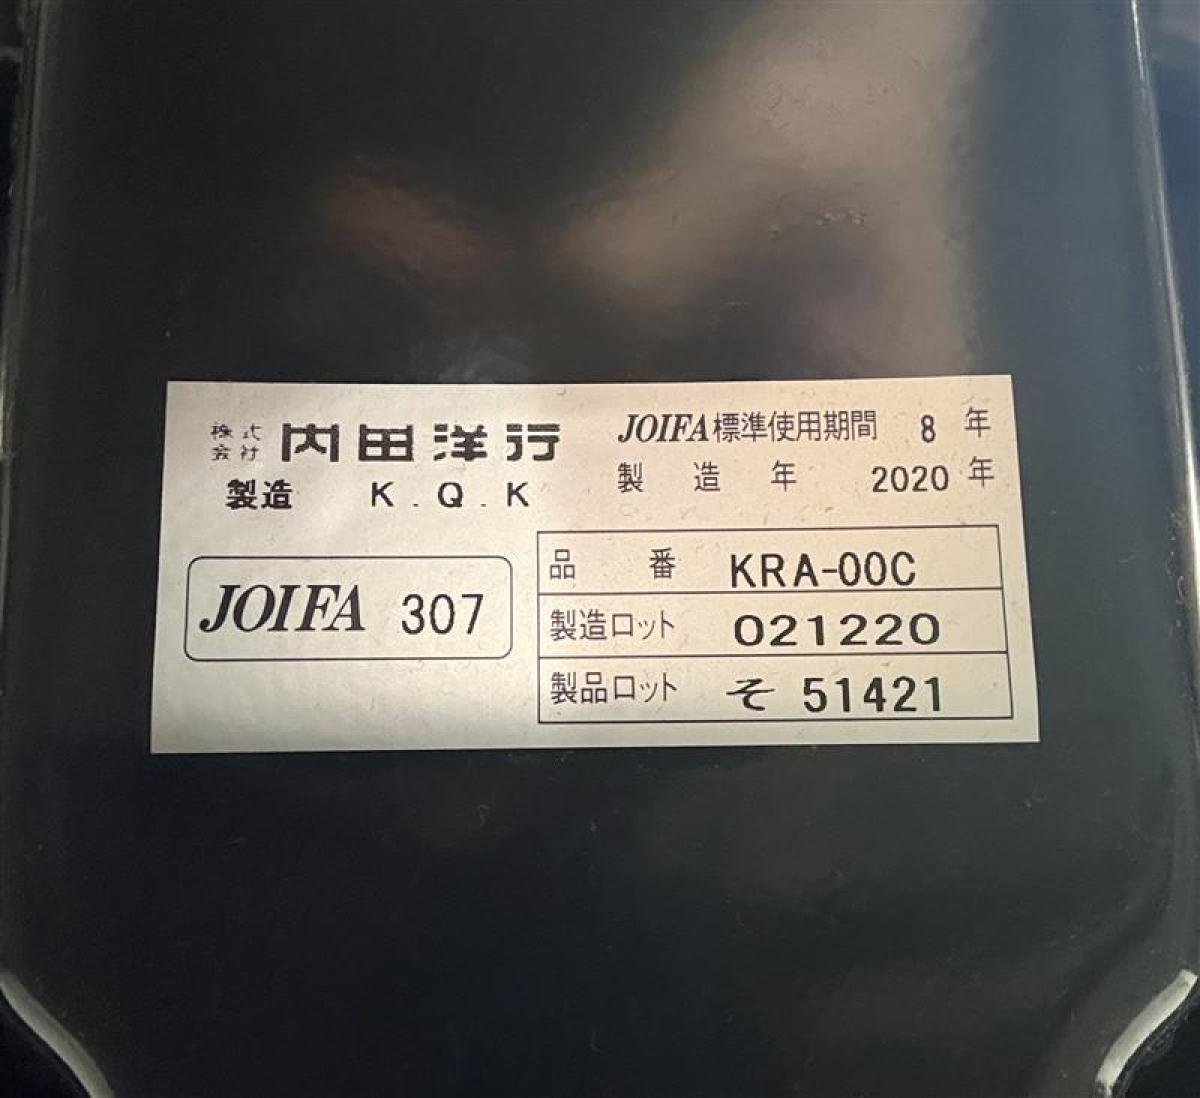 株式会社 内田洋行
製造 K.Q.K
JOIFA 307
JOIFA標準使用期間 8 年
製造年 2020 年
品番 KRA-00C
製造ロット 021220
製品ロット そ 51421